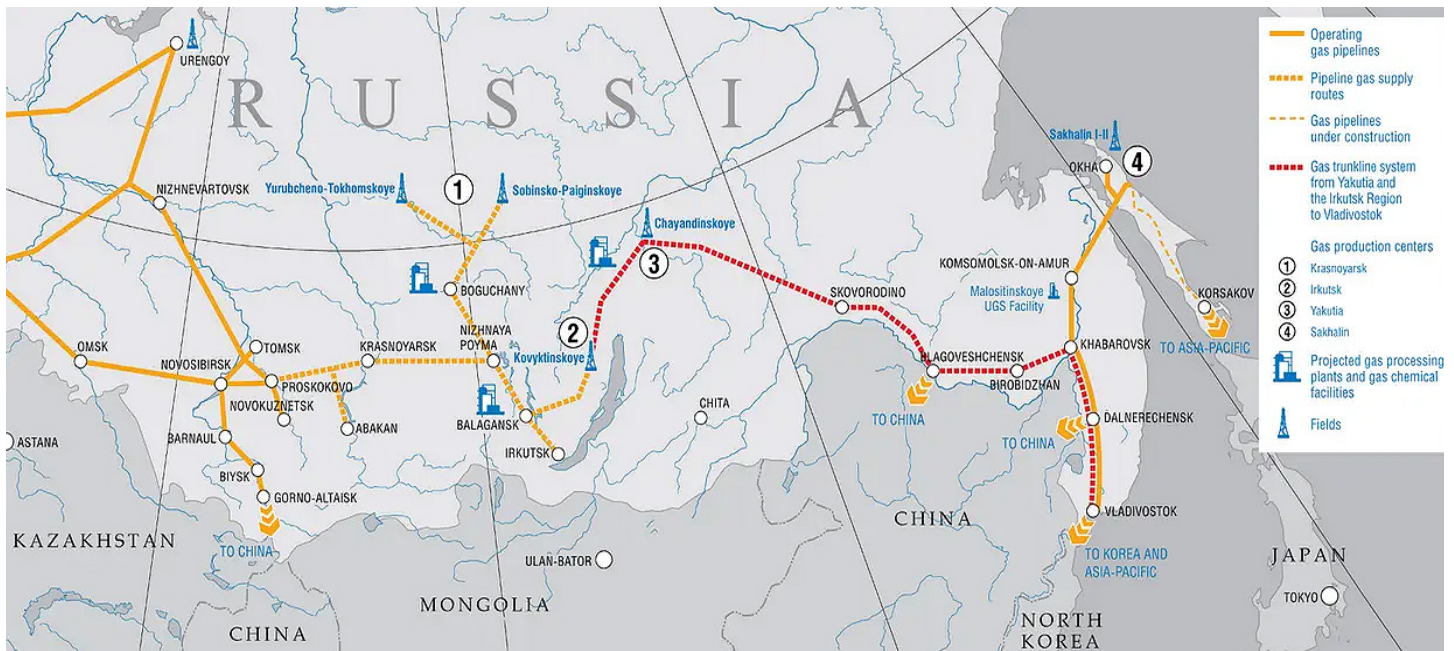 URENGOY
R U S S I A
Sakhalin I-II
OKHA
4
NIZHNEVARTOVSK
Yurubcheno-Tokhomskoye
1
Sobinsko-Paiginskoye
Chayandinskoye
3
KOMSOMOLSK-ON-AMUR
Malositinskoye
UGS Facility
SKOVORODINO
KORSAKOV
TO ASIA-PACIFIC
BOGUCHANY
2
NIZHNAYA
POYMA
Kovyktinskoye
OMSK
NOVOSIBIRSK
TOMSK
KRASNOYARSK
PROSKOKOVO
NOVOKUZNETSK
ABAKAN
BARNAUL
BIYSK
GORNO-ALTAISK
ASTANA
BALAGANSK
IRKUTSK
CHITA
HLAGOVESHCHENSK
BIROBIDZHAN
KHABAROVSK
TO CHINA
TO CHINA
DALNERECHENSK
VLADIVOSTOK
TO KOREA AND
ASIA-PACIFIC
KAZAKHSTAN
TO CHINA
CHINA
ULAN-BATOR
MONGOLIA
CHINA
NORTH
KOREA
JAPAN
TOKYO
Operating
gas pipelines
Pipeline gas supply
routes
Gas pipelines
under construction
Gas trunkline system
from Yakutia and
the Irkutsk Region
to Vladivostok
Gas production centers
1 Krasnoyarsk
2 Irkutsk
3 Yakutia
4 Sakhalin
Projected gas processing
plants and gas chemical
facilities
Fields